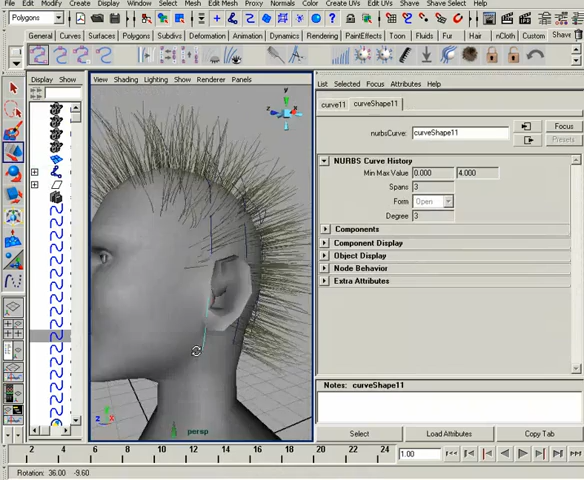 File Edit Modify Create Display Window Select Mesh Edit Mesh Proxy Normals Color Create UVs Edit UVs Shave Shave Select Help
Polygons
General Curves Surfaces Polygons Subdivs Deformation Animation Dynamics Rendering PaintEffects Toon Muscle Fluids Fur Hair nCloth Custom Shave
Display Show
View Shading Lighting Show Renderer Panels
List Selected Focus Attributes Help
curve11 curveShape11
nurbsCurve: curveShape11
Focus
Presets
NURBS Curve History
Min Max Value 0.000 4.000
Spans 3
Form Open
Degree 3
Components
Component Display
Object Display
Node Behavior
Extra Attributes
y
z
x
z
persp
Notes: curveShape11
Select Load Attributes Copy Tab
2 4 6 8 10 12 14 16 18 20 22 24 1.00
Rotation: 36.00 -9.60